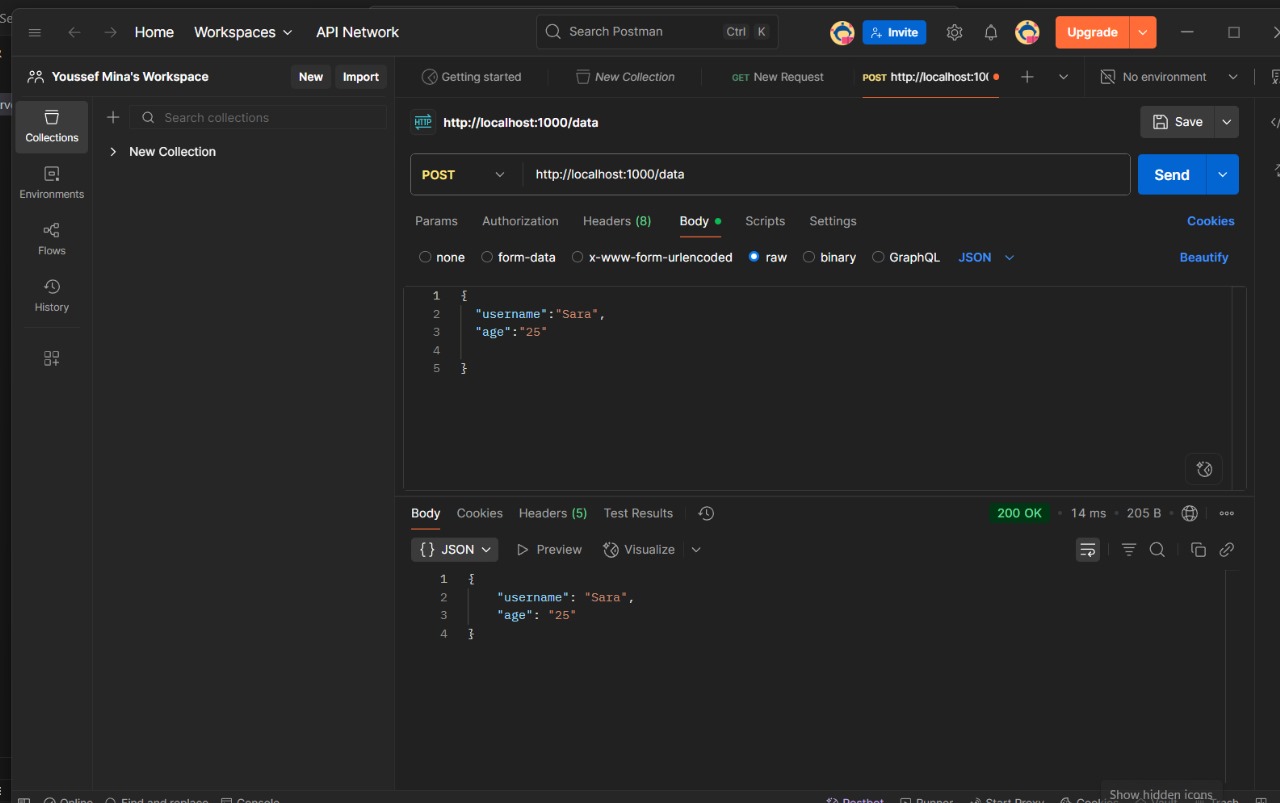 Home Workspaces API Network Search Postman Ctrl K Invite Upgrade
Youssef Mina's Workspace New Import Getting started New Collection GET New Request POST http://localhost:10 No environment
Search collections
Collections
New Collection
Environments
Flows
History
HTTP http://localhost:1000/data Save
POST http://localhost:1000/data Send
Params Authorization Headers (8) Body Scripts Settings Cookies
none form-data x-www-form-urlencoded raw binary GraphQL JSON Beautify
1 {
2 "username":"Sara",
3 "age":"25"
4
5 }
Body Cookies Headers (5) Test Results 200 OK 14 ms 205 B
{} JSON Preview Visualize
1 {
2 "username": "Sara",
3 "age": "25"
4 }
Online Find and replace Console Postbot Runner Start Proxy Cookies Vault Trash
Show hidden icons